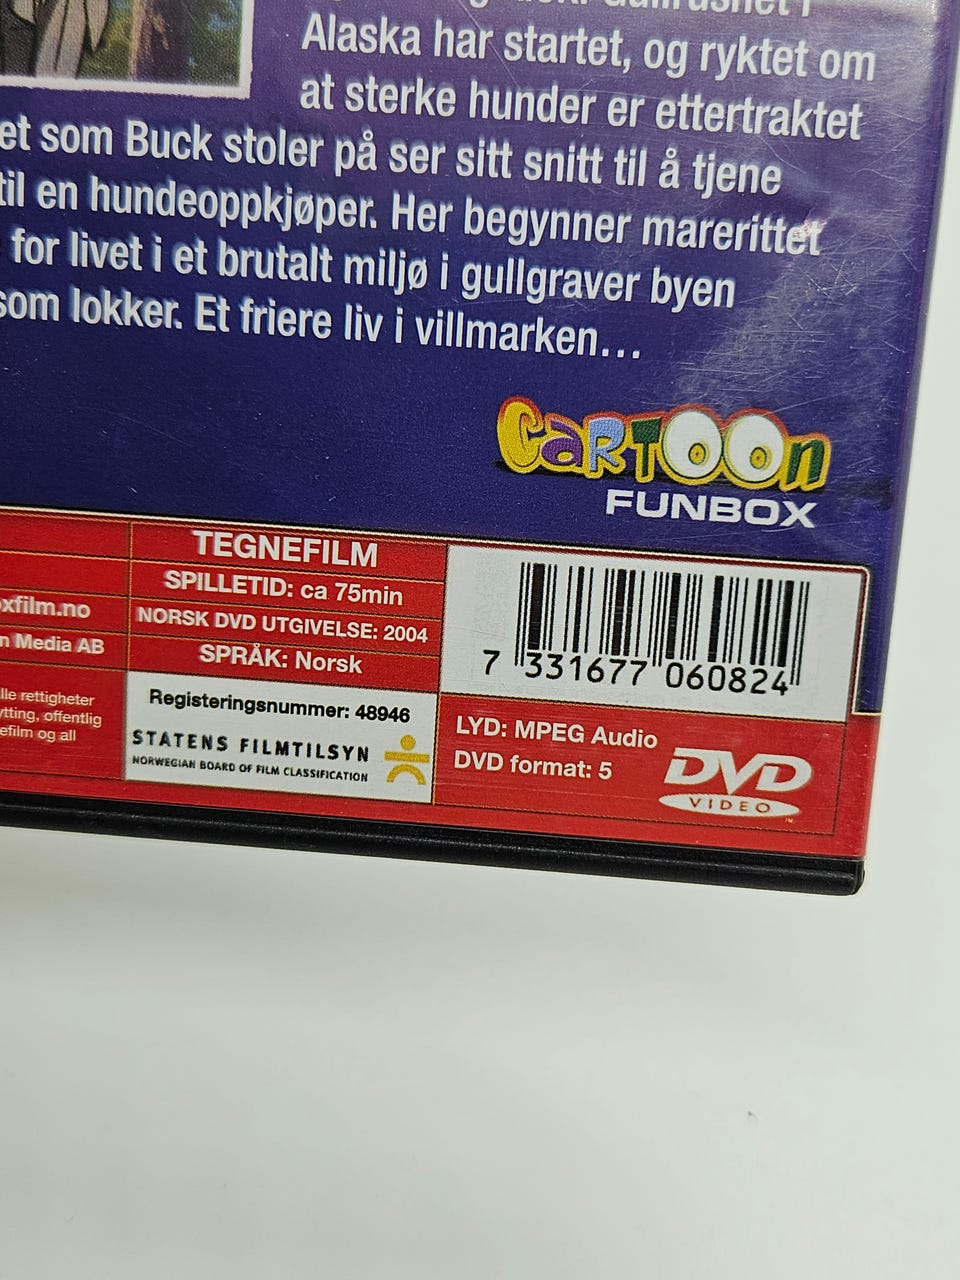 Alaska har startet, og ryktet om
at sterke hunder er ettertraktet
et som Buck stoler på ser sitt snitt til å tjene
til en hundeoppkjøper. Her begynner marerittet
for livet i et brutalt miljø i gullgraver byen
som lokker. Et friere liv i villmarken...
CARTOON
FUNBOX
TEGNEFILM
SPILLETID: ca 75min
xfilm.no
NORSK DVD UTGIVELSE: 2004
n Media AB
SPRÅK: Norsk
7 331677 060824
lle rettigheter
ytting, offentlig
efilm og all
Registeringsnummer: 48946
STATENS FILMTILSYN
NORWEGIAN BOARD OF FILM CLASSIFICATION
LYD: MPEG Audio
DVD format: 5
DVD
VIDEO
TM